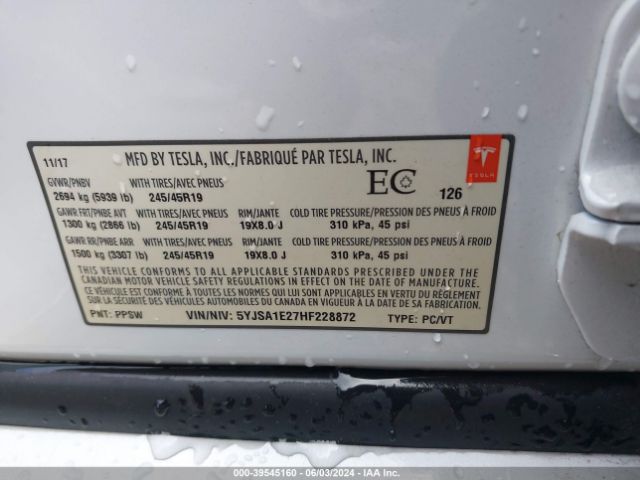 11/17 MFD BY TESLA, INC./FABRIQUÉ PAR TESLA, INC.
TESLA
GVWR/PNBV WITH TIRES/AVEC PNEUS
2694 kg (5939 lb) 245/45R19
EC 126
GAWR FRT/PNBE AVT WITH TIRES/AVEC PNEUS RIM/JANTE COLD TIRE PRESSURE/PRESSION DES PNEUS À FROID
1300 kg (2866 lb) 245/45R19 19X8.0 J 310 kPa, 45 psi
GAWR RR/PNBE ARR WITH TIRES/AVEC PNEUS RIM/JANTE COLD TIRE PRESSURE/PRESSION DES PNEUS À FROID
1500 kg (3307 lb) 245/45R19 19X8.0 J 310 kPa, 45 psi
THIS VEHICLE CONFORMS TO ALL APPLICABLE STANDARDS PRESCRIBED UNDER THE
CANADIAN MOTOR VEHICLE SAFETY REGULATIONS IN EFFECT ON THE DATE OF MANUFACTURE.
CE VÉHICULE EST CONFORME À TOUTES LES NORMES QUI LUI SONT APPLICABLES EN VERTU DU RÈGLEMENT
SUR LA SÉCURITÉ DES VÉHICULES AUTOMOBILES DU CANADA EN VIGUEUR À LA DATE DE SA FABRICATION.
PNT: PPSW VIN/NIV: 5YJSA1E27HF228872 TYPE: PC/VT
000-39545160 - 06/03/2024 - IAA Inc.